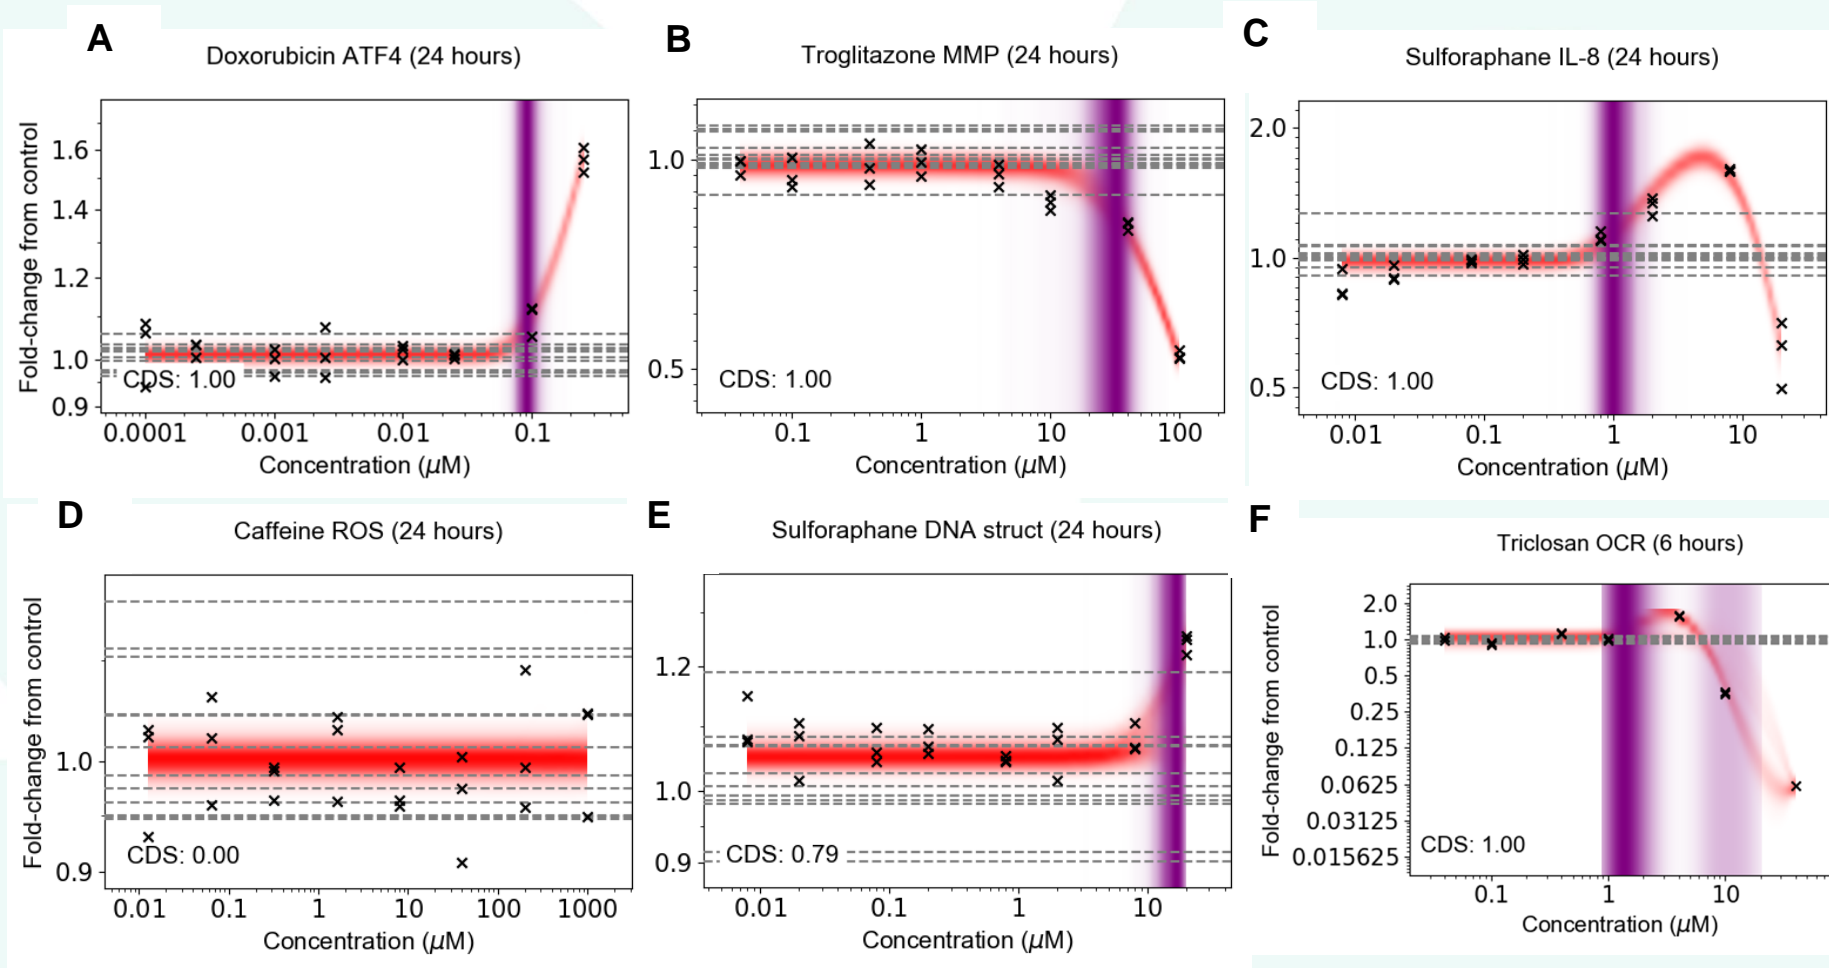 A
Doxorubicin ATF4 (24 hours)
Fold-change from control
1.6
1.4
1.2
1.0
0.9
CDS: 1.00
0.0001 0.001 0.01 0.1
Concentration (μM)
B
Troglitazone MMP (24 hours)
1.0
0.5
CDS: 1.00
0.1 1 10 100
Concentration (μM)
C
Sulforaphane IL-8 (24 hours)
2.0
1.0
0.5
CDS: 1.00
0.01 0.1 1 10
Concentration (μM)
D
Caffeine ROS (24 hours)
Fold-change from control
1.0
0.9
CDS: 0.00
0.01 0.1 1 10 100 1000
Concentration (μM)
E
Sulforaphane DNA struct (24 hours)
1.2
1.0
0.9
CDS: 0.79
0.01 0.1 1 10
Concentration (μM)
F
Triclosan OCR (6 hours)
Fold-change from control
2.0
1.0
0.5
0.25
0.125
0.0625
0.03125
0.015625
CDS: 1.00
0.1 1 10
Concentration (μM)